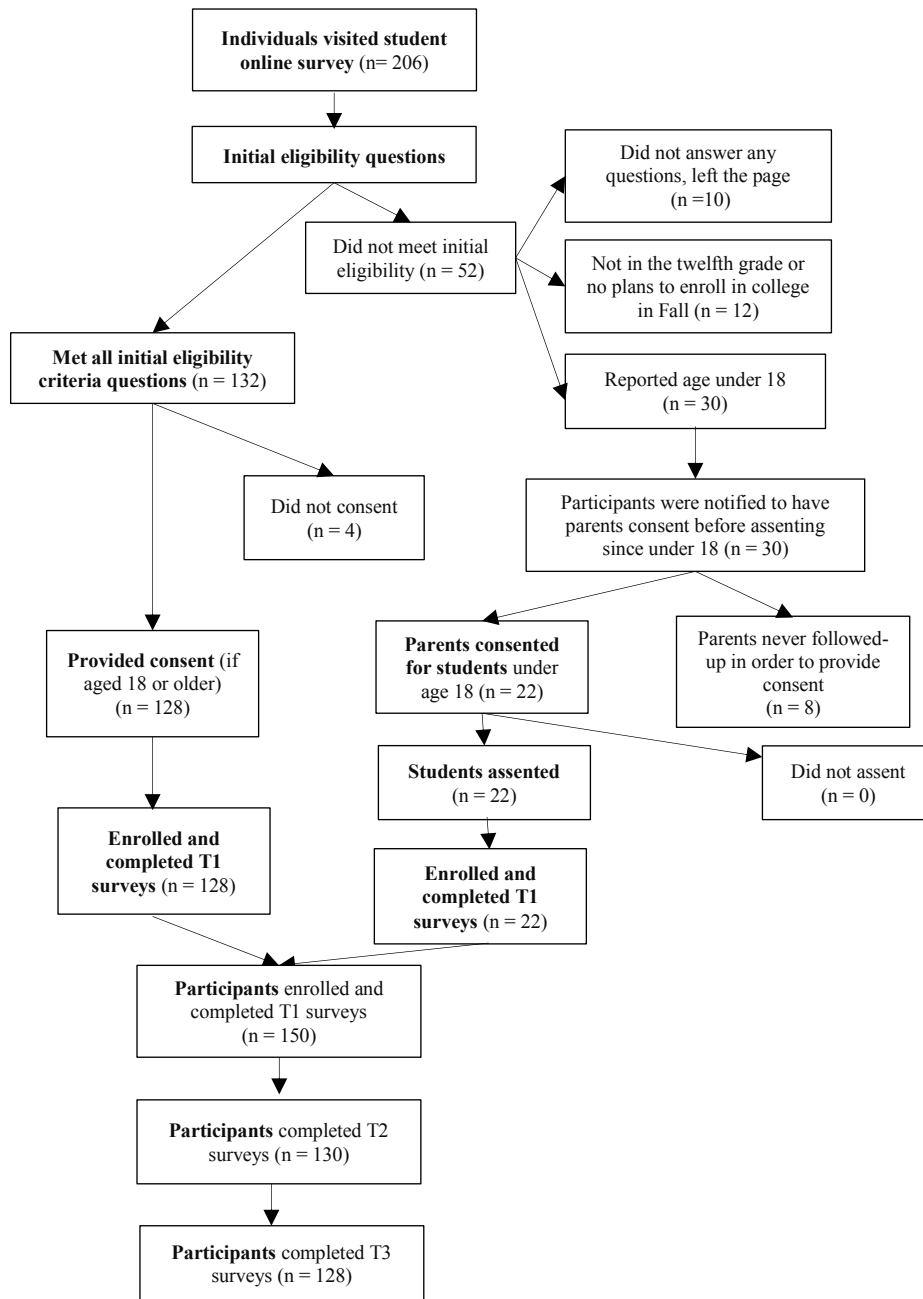 Individuals visited student
online survey (n= 206)
Initial eligibility questions
Did not answer any
questions, left the page
(n =10)
Did not meet initial
eligibility (n = 52)
Not in the twelfth grade or
no plans to enroll in college
in Fall (n = 12)
Met all initial eligibility
criteria questions (n = 132)
Reported age under 18
(n = 30)
Did not consent
(n = 4)
Participants were notified to have
parents consent before assenting
since under 18 (n = 30)
Provided consent (if
aged 18 or older)
(n = 128)
Parents consented
for students under
age 18 (n = 22)
Parents never followed-
up in order to provide
consent
(n = 8)
Students assented
(n = 22)
Did not assent
(n = 0)
Enrolled and
completed T1
surveys (n = 128)
Enrolled and
completed T1
surveys (n = 22)
Participants enrolled and
completed T1 surveys
(n = 150)
Participants completed T2
surveys (n = 130)
Participants completed T3
surveys (n = 128)